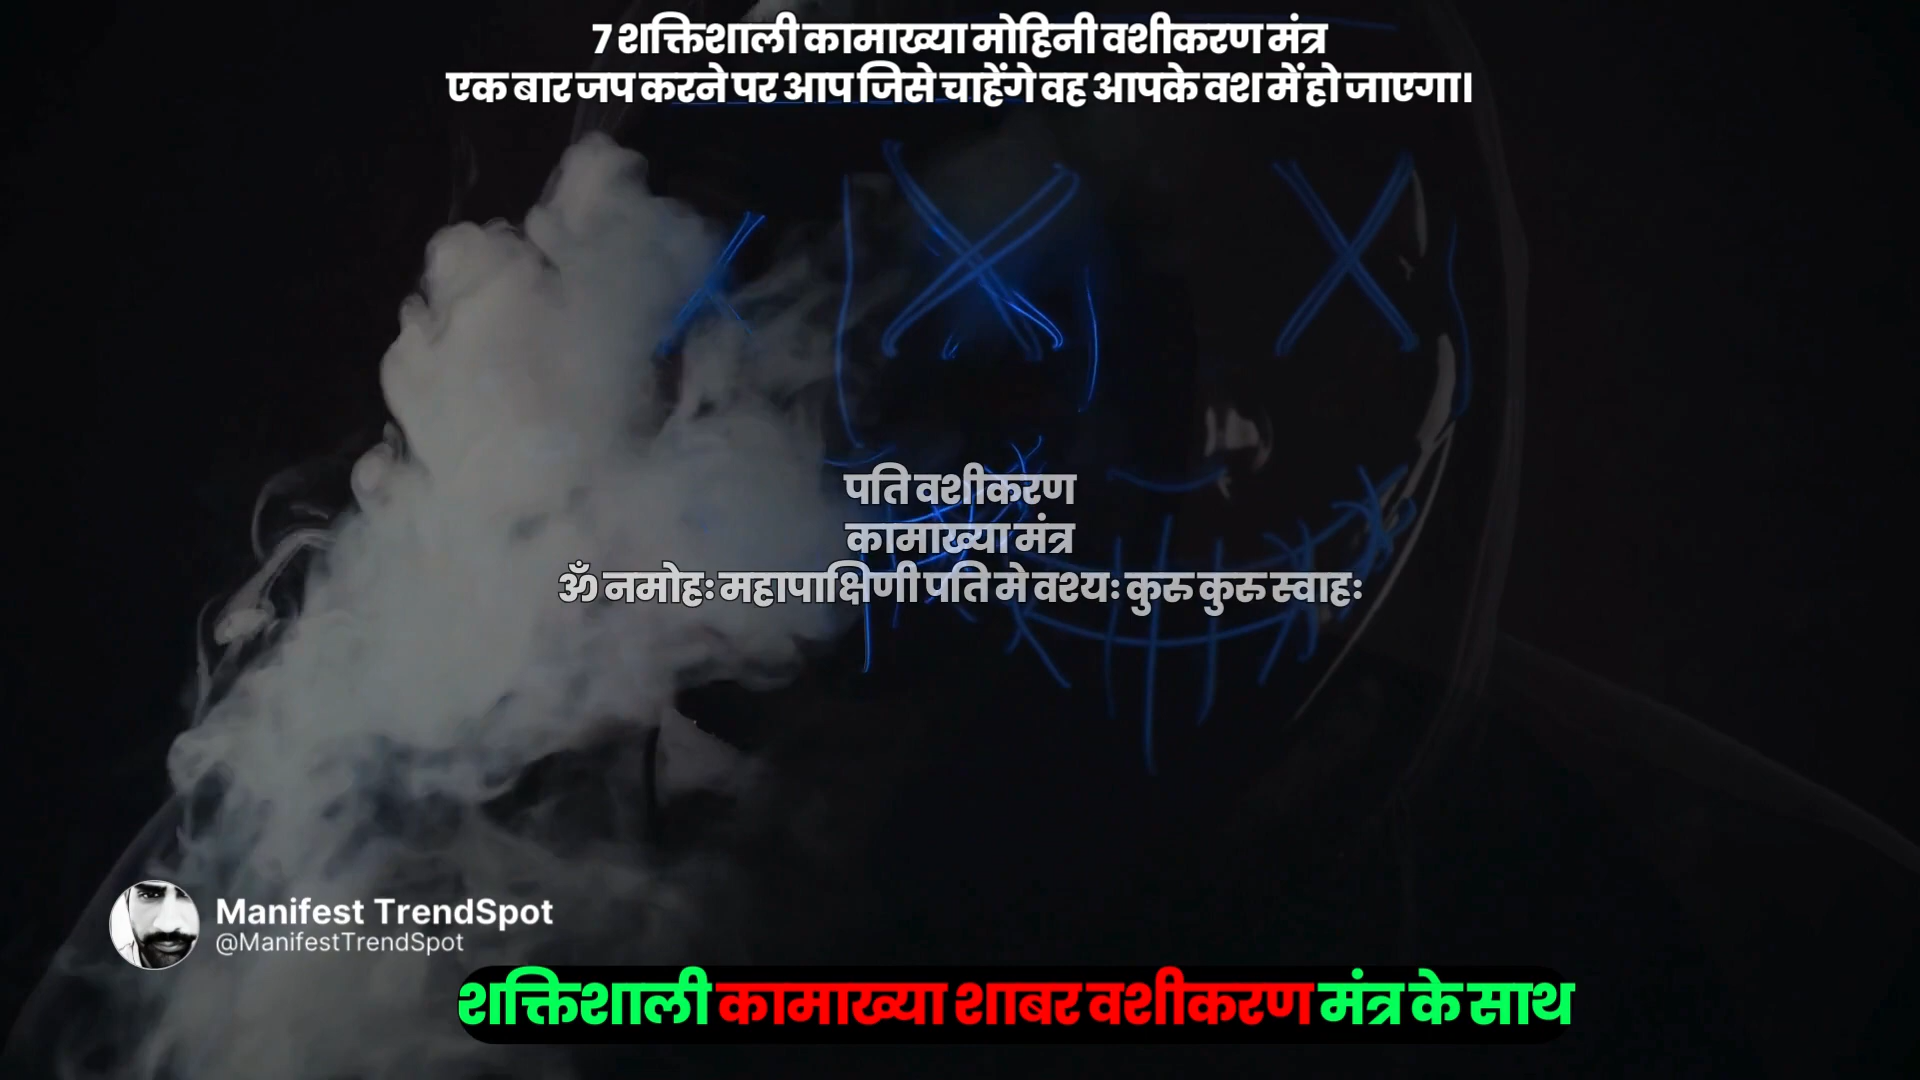 7 शक्तिशाली कामाख्या मोहिनी वशीकरण मंत्र
एक बार जप करने पर आप जिसे चाहेंगे वह आपके वश में हो जाएगा।
पति वशीकरण
कामाख्या मंत्र
ॐ नमोहः महापाक्षिणी पति मे वश्यः कुरु कुरु स्वाहः
Manifest TrendSpot
@ManifestTrendSpot
शक्तिशाली कामाख्या शाबर वशीकरण मंत्र के साथ